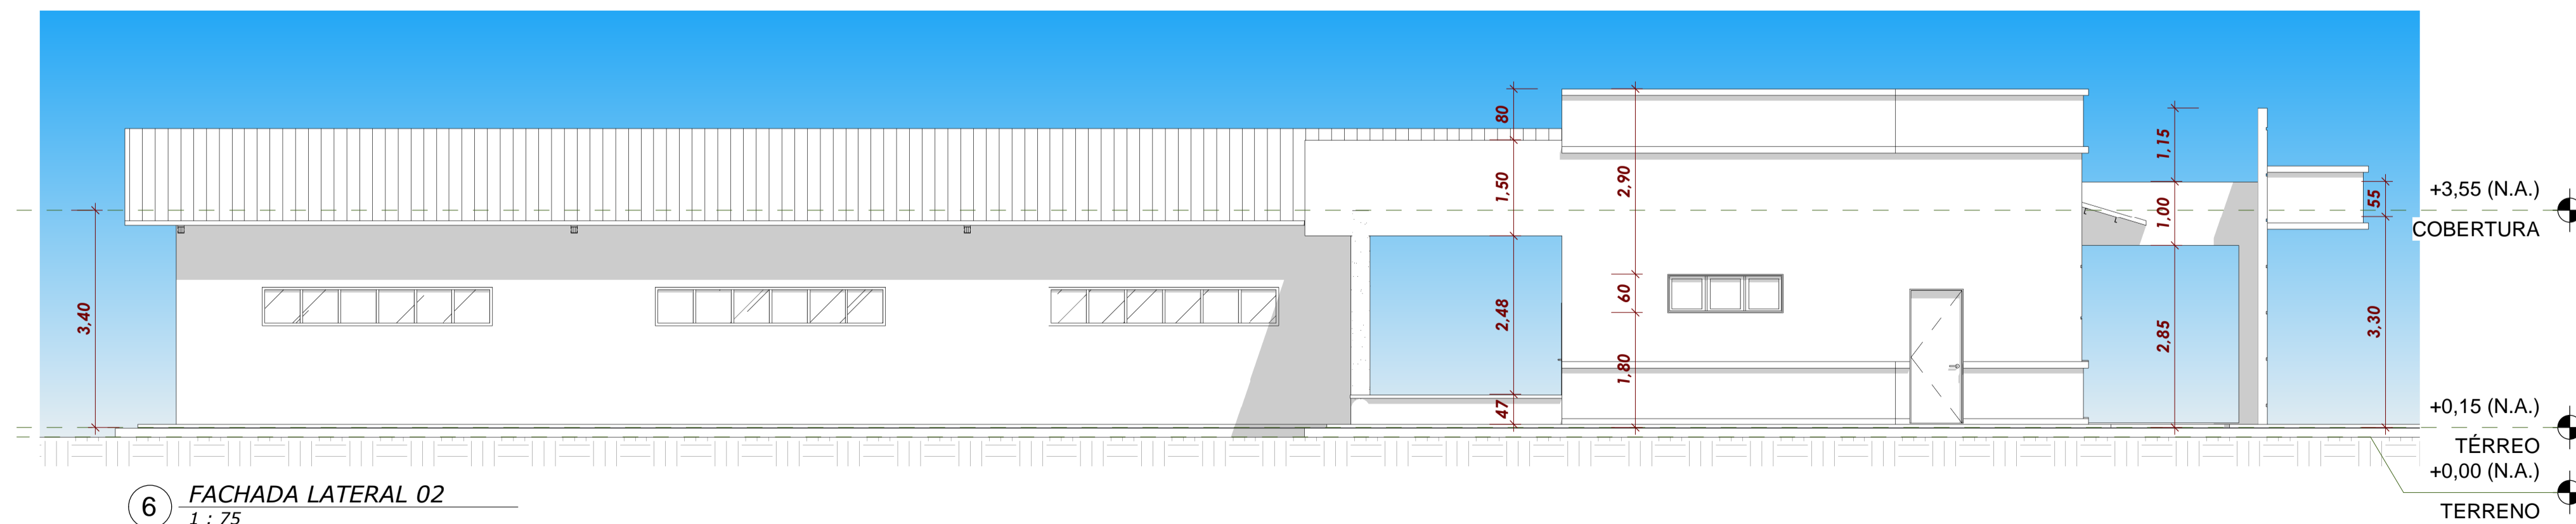 80
1,15
2,90
1,50
+3,55 (N.A.)
55
1,00
COBERTURA
60
3,40
2,48
3,30
2,85
1,80
47
+0,15 (N.A.)
TÉRREO
+0,00 (N.A.)
TERRENO
6 FACHADA LATERAL 02
1 : 75